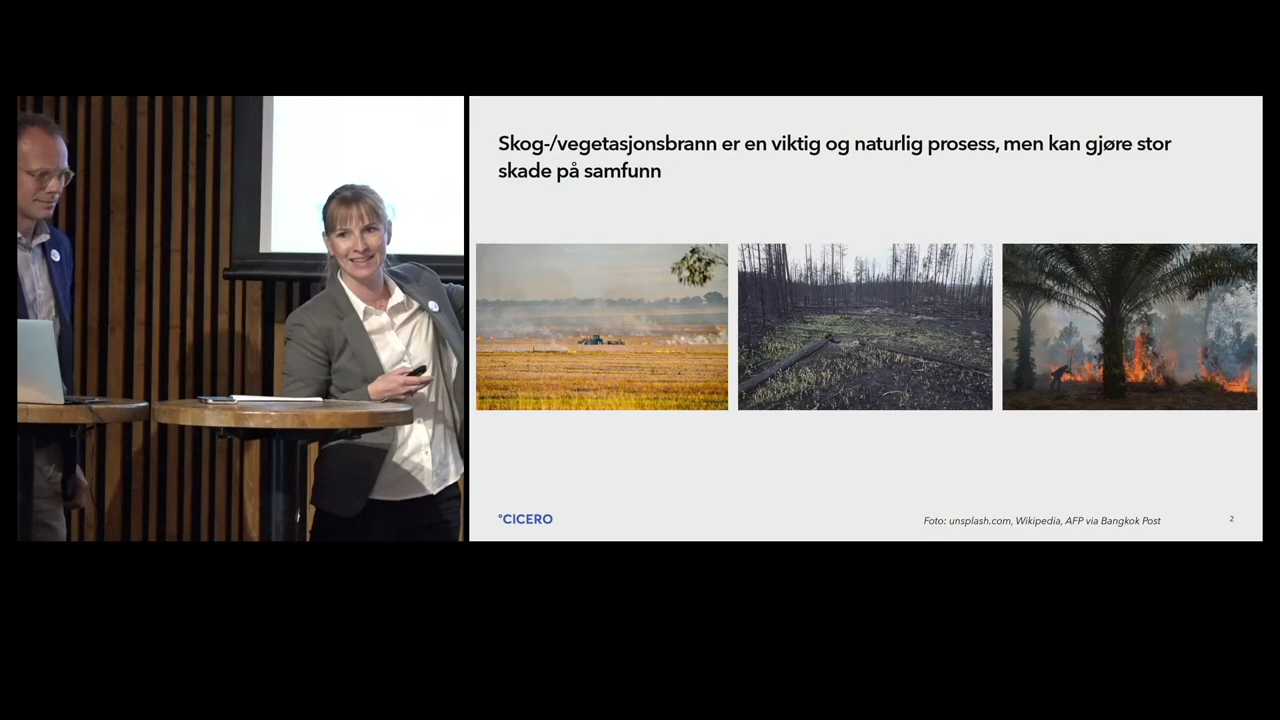 Skog-/vegetasjonsbrann er en viktig og naturlig prosess, men kan gjøre stor
skade på samfunn
°CICERO
Foto: unsplash.com, Wikipedia, AFP via Bangkok Post
2